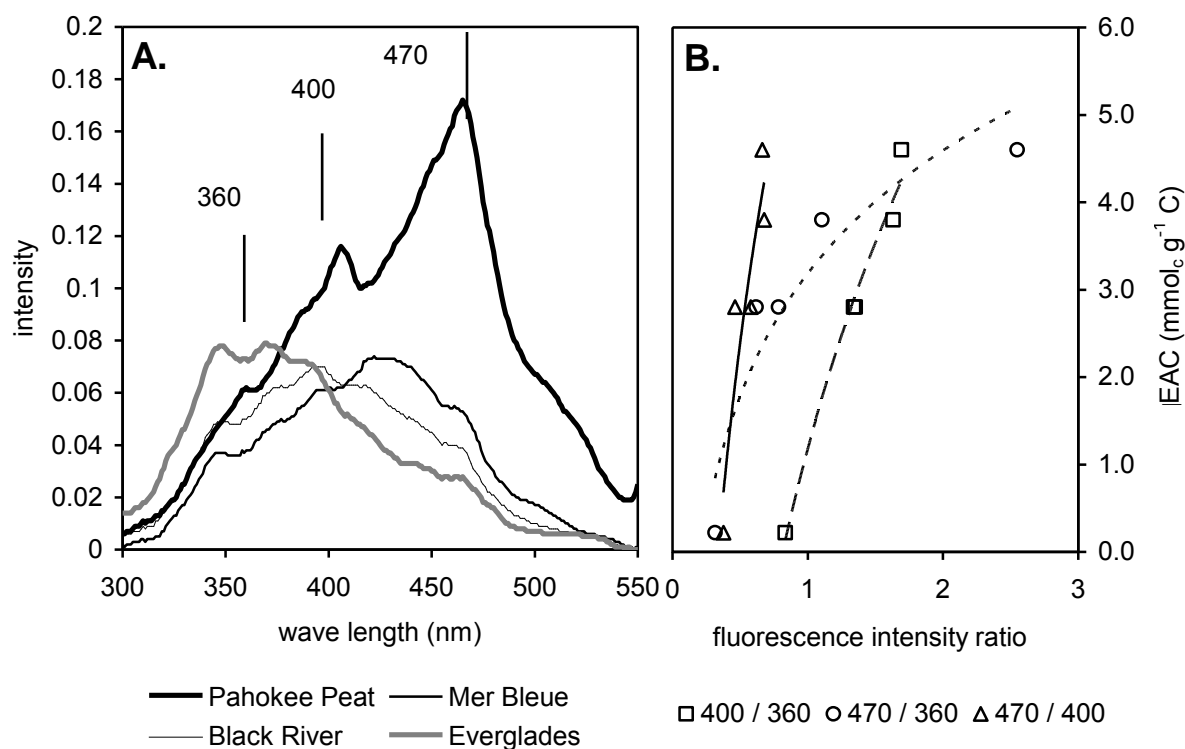 A.
0.2
0.18
0.16
0.14
0.12
0.1
0.08
0.06
0.04
0.02
0
intensity
360
400
470
300 350 400 450 500 550
wave length (nm)
Pahokee Peat Mer Bleue
Black River Everglades
B.
6.0
5.0
4.0
3.0
2.0
1.0
0.0
|EAC (mmolc g-1 C)
0 1 2 3
fluorescence intensity ratio
400 / 360 470 / 360 470 / 400